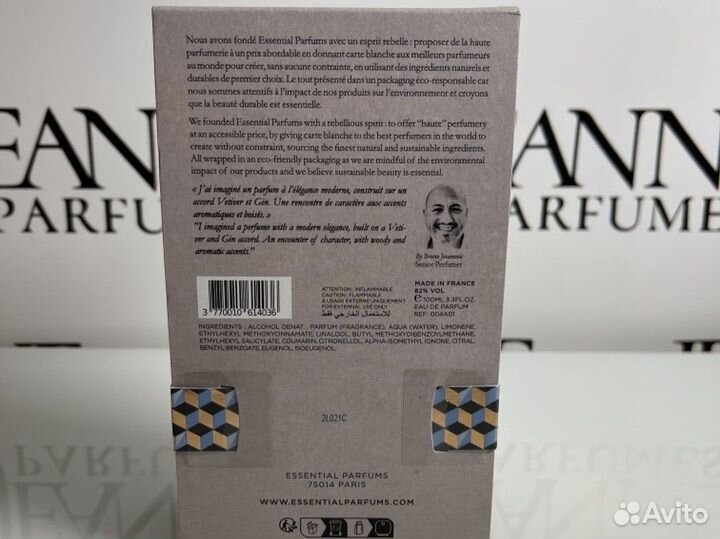 Nous avons fondé Essential Parfums avec un esprit rebelle : proposer de la haute
parfumerie à un prix abordable en donnant carte blanche aux meilleurs parfumeurs
au monde pour créer, sans aucune contrainte, en utilisant des ingrédients naturels et
durables de premier choix. Le tout présenté dans un packaging éco-responsable car
nous sommes attentifs à l'impact de nos produits sur l'environnement et croyons
que la beauté durable est essentielle.
We founded Essential Parfums with a rebellious spirit : to offer "haute" perfumery
at an accessible price, by giving carte blanche to the best perfumers in the world to
create without constraint, sourcing the finest natural and sustainable ingredients.
All wrapped in an eco-friendly packaging as we are mindful of the environmental
impact of our products and we believe sustainable beauty is essential.
« J'ai imaginé un parfum à l'élégance moderne, construit sur un
accord Vetiver et Gin. Une rencontre de caractère aux accents
aromatiques et boisés. »
"I imagined a perfume with a modern elegance, built on a Veti-
ver and Gin accord. An encounter of character, with woody and
aromatic accents."
By Bruno Jovanovic
Senior Perfumer
3 770010 614036
ATTENTION: INFLAMMABLE
CAUTION: FLAMMABLE
À USAGE EXTERNE UNIQUEMENT
FOR EXTERNAL USE ONLY
للاستعمال الخارجي فقط
MADE IN FRANCE
82% VOL
100ML 3.3FL.OZ.
EAU DE PARFUM
REF: 004A01
INGREDIENTS : ALCOHOL DENAT., PARFUM (FRAGRANCE), AQUA (WATER), LIMONENE,
ETHYLHEXYL METHOXYCINNAMATE, LINALOOL, BUTYL METHOXYDIBENZOYLMETHANE,
ETHYLHEXYL SALICYLATE, COUMARIN, CITRONELLOL, ALPHA-ISOMETHYL IONONE, CITRAL,
BENZYL BENZOATE, EUGENOL, ISOEUGENOL.
2L021C
ESSENTIAL PARFUMS
75014 PARIS
WWW.ESSENTIALPARFUMS.COM
EAN
PARFUM
JEANN
PARFUMES
Avito